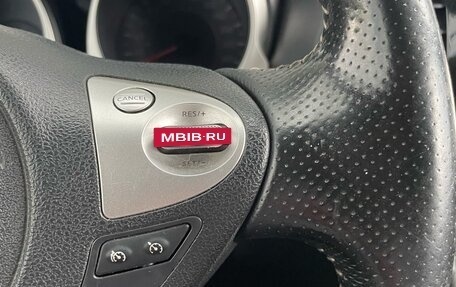 CANCEL
RES/+
MBIB·RU
SET/-